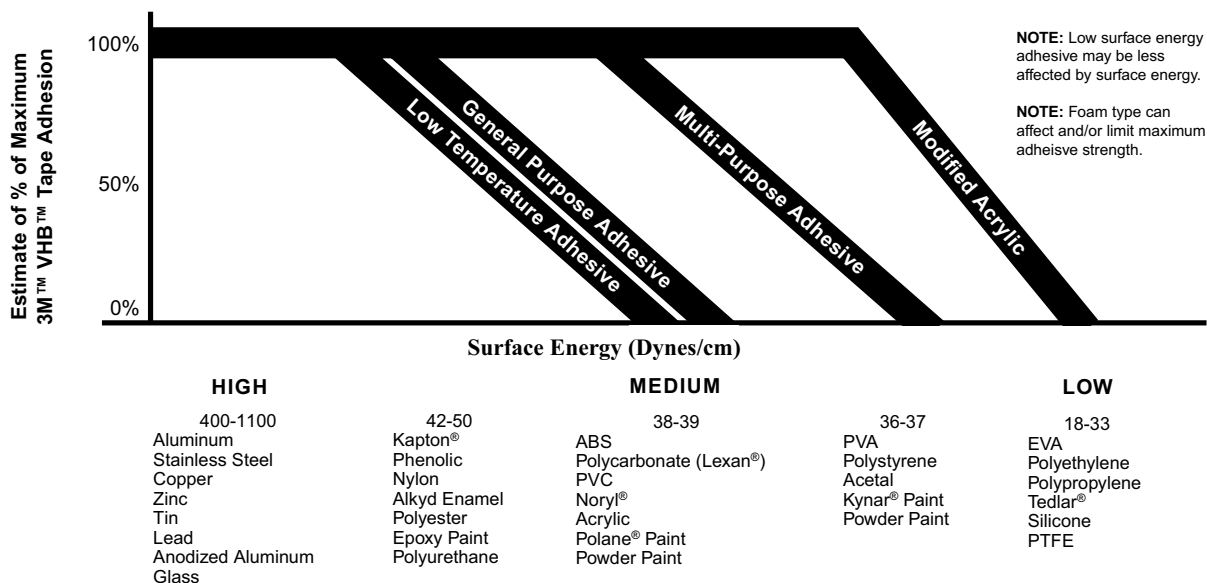 Estimate of % of Maximum
3M™ VHB™ Tape Adhesion
100%
50%
0%
Low Temperature Adhesive
General Purpose Adhesive
Multi-Purpose Adhesive
Modified Acrylic
NOTE: Low surface energy
adhesive may be less
affected by surface energy.
NOTE: Foam type can
affect and/or limit maximum
adheisve strength.
Surface Energy (Dynes/cm)
HIGH
400-1100
Aluminum
Stainless Steel
Copper
Zinc
Tin
Lead
Anodized Aluminum
Glass
42-50
Kapton®
Phenolic
Nylon
Alkyd Enamel
Polyester
Epoxy Paint
Polyurethane
MEDIUM
38-39
ABS
Polycarbonate (Lexan®)
PVC
Noryl®
Acrylic
Polane® Paint
Powder Paint
36-37
PVA
Polystyrene
Acetal
Kynar® Paint
Powder Paint
LOW
18-33
EVA
Polyethylene
Polypropylene
Tedlar®
Silicone
PTFE